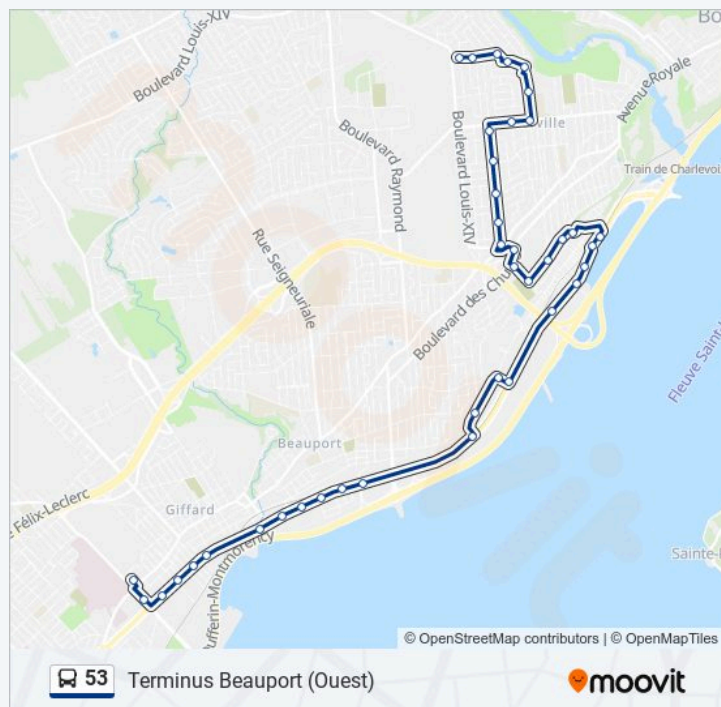 Bo
Boulevard Louis-XIV
Avenue Royale
Boulevard Raymond
ville
Boulevard Louis-XIV
Train de Charlevoix
Rue Seigneuriale
Boulevard des Chu
Fleuve Saint-
Beauport
e Félix-Leclerc
Giffard
Dufferin-Montmorency
Sainte-
© OpenStreetMap contributors | © OpenMapTiles
53 Terminus Beauport (Ouest)
moovit